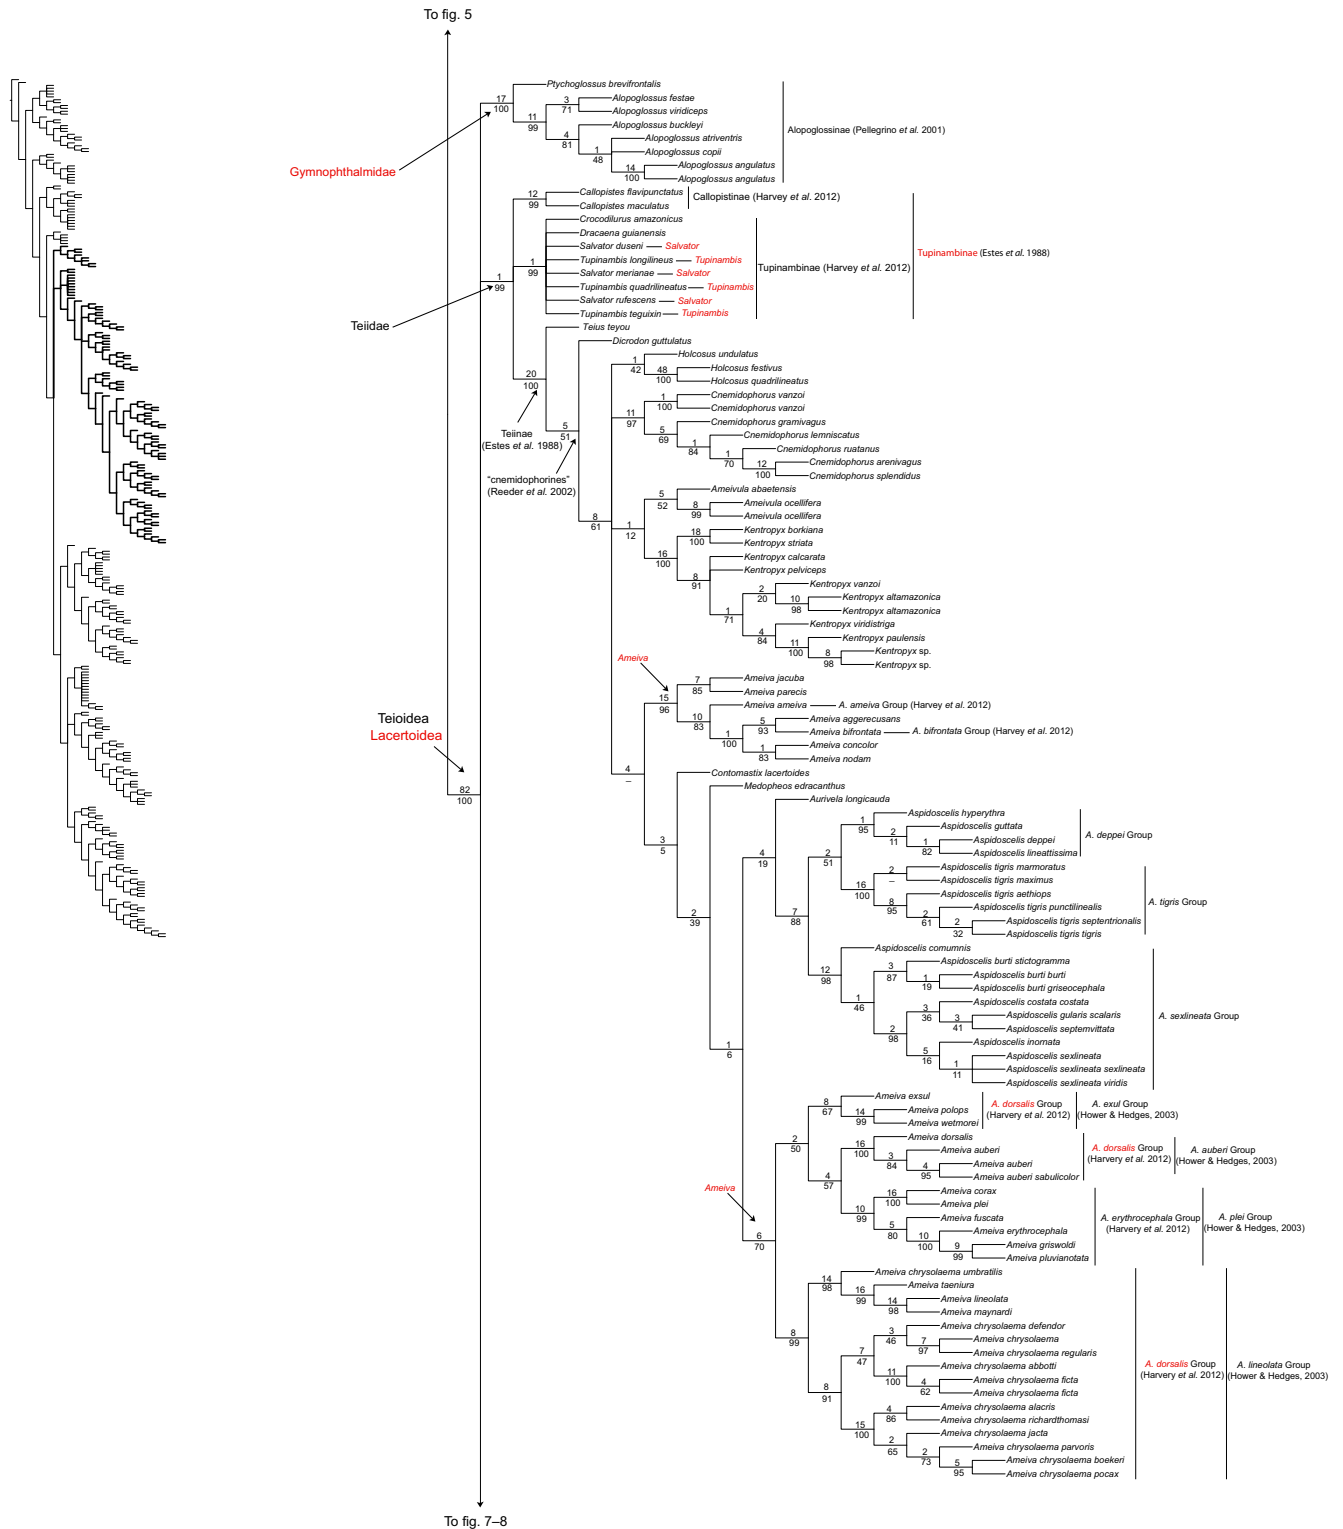 To fig. 5
Ptychoglossus brevifrontalis
17
100
3
71
Alopoglossus festae
Alopoglossus viridiceps
11
99
Alopoglossus buckleyi
4
81
Alopoglossus atriventris
1
48
Alopoglossus copii
14
100
Alopoglossus angulatus
Alopoglossus angulatus
Alopoglossinae (Pellegrino et al. 2001)
Gymnophthalmidae
12
99
Callopistes flavipunctatus
Callopistes maculatus
Callopistinae (Harvey et al. 2012)
Crocodilurus amazonicus
Dracaena guianensis
Salvator duseni — Salvator
1
99
Tupinambis longilineus — Tupinambis
Salvator merianae — Salvator
Tupinambis quadrilineatus — Tupinambis
Salvator rufescens — Salvator
Tupinambis teguixin — Tupinambis
Tupinambinae (Harvey et al. 2012)
Tupinambinae (Estes et al. 1988)
1
99
Teiidae
Teius teyou
Dicrodon guttulatus
20
100
Teiinae
(Estes et al. 1988)
5
51
“cnemidophorines”
(Reeder et al. 2002)
Holcosus undulatus
1
42
48
100
Holcosus festivus
Holcosus quadrilineatus
1
100
Cnemidophorus vanzoi
Cnemidophorus vanzoi
11
97
Cnemidophorus gramivagus
5
69
Cnemidophorus lemniscatus
1
84
Cnemidophorus ruatanus
1
70
12
100
Cnemidophorus arenivagus
Cnemidophorus splendidus
8
61
1
12
Ameivula abaetensis
5
52
8
99
Ameivula ocellifera
Ameivula ocellifera
18
100
Kentropyx borkiana
Kentropyx striata
16
100
Kentropyx calcarata
Kentropyx pelviceps
8
91
Kentropyx vanzoi
2
20
10
98
Kentropyx altamazonica
Kentropyx altamazonica
1
71
Kentropyx viridistriga
4
84
Kentropyx paulensis
11
100
8
98
Kentropyx sp.
Kentropyx sp.
Ameiva
15
96
7
85
Ameiva jacuba
Ameiva parecis
Ameiva ameiva — A. ameiva Group (Harvey et al. 2012)
10
83
5
93
Ameiva aggerecusans
Ameiva bifrontata — A. bifrontata Group (Harvey et al. 2012)
1
100
1
83
Ameiva concolor
Ameiva nodam
Teioidea
Lacertoidea
82
100
4
–
Contomastix lacertoides
Medopheos edracanthus
3
5
2
39
1
6
Aurivela longicauda
4
19
7
88
2
51
Aspidoscelis hyperythra
1
95
Aspidoscelis guttata
2
11
1
82
Aspidoscelis deppei
Aspidoscelis lineattissima
A. deppei Group
2
–
Aspidoscelis tigris marmoratus
Aspidoscelis tigris maximus
16
100
Aspidoscelis tigris aethiops
8
95
Aspidoscelis tigris punctilinealis
2
61
2
32
Aspidoscelis tigris septentrionalis
Aspidoscelis tigris tigris
A. tigris Group
Aspidoscelis comumnis
12
98
Aspidoscelis burti stictogramma
3
87
1
19
Aspidoscelis burti burti
Aspidoscelis burti griseocephala
1
46
Aspidoscelis costata costata
3
36
3
41
Aspidoscelis gularis scalaris
Aspidoscelis septemvittata
2
98
Aspidoscelis inornata
5
16
Aspidoscelis sexlineata
1
11
Aspidoscelis sexlineata sexlineata
Aspidoscelis sexlineata viridis
A. sexlineata Group
Ameiva exsul
8
67
14
99
Ameiva polops
Ameiva wetmorei
A. dorsalis Group
(Harvery et al. 2012)
A. exul Group
(Hower & Hedges, 2003)
2
50
Ameiva dorsalis
16
100
Ameiva auberi
3
84
4
95
Ameiva auberi
Ameiva auberi sabulicolor
A. dorsalis Group
(Harvery et al. 2012)
A. auberi Group
(Hower & Hedges, 2003)
4
57
Ameiva
16
100
Ameiva corax
Ameiva plei
10
99
Ameiva fuscata
5
80
Ameiva erythrocephala
10
100
9
99
Ameiva griswoldi
Ameiva pluvianotata
A. erythrocephala Group
(Harvery et al. 2012)
A. plei Group
(Hower & Hedges, 2003)
6
70
Ameiva chrysolaema umbratilis
14
98
Ameiva taeniura
16
99
14
98
Ameiva lineolata
Ameiva maynardi
8
99
Ameiva chrysolaema defendor
3
46
7
97
Ameiva chrysolaema
Ameiva chrysolaema regularis
7
47
Ameiva chrysolaema abbotti
11
100
4
62
Ameiva chrysolaema ficta
Ameiva chrysolaema ficta
8
91
4
86
Ameiva chrysolaema alacris
Ameiva chrysolaema richardthomasi
15
100
Ameiva chrysolaema jacta
2
65
Ameiva chrysolaema parvoris
2
73
5
95
Ameiva chrysolaema boekeri
Ameiva chrysolaema pocax
A. dorsalis Group
(Harvery et al. 2012)
A. lineolata Group
(Hower & Hedges, 2003)
To fig. 7–8